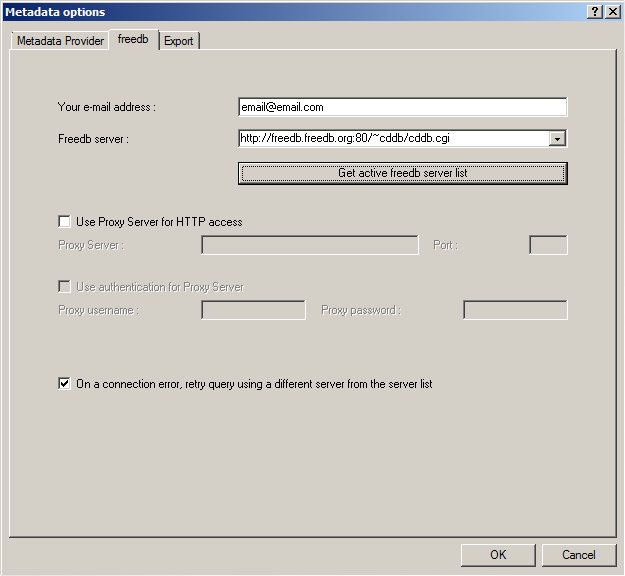 Metadata options
Metadata Provider freedb Export
Your e-mail address : email@email.com
Freedb server : http://freedb.freedb.org:80/~cddb/cddb.cgi
Get active freedb server list
Use Proxy Server for HTTP access
Proxy Server : Port :
Use authentication for Proxy Server
Proxy username : Proxy password :
On a connection error, retry query using a different server from the server list
OK Cancel